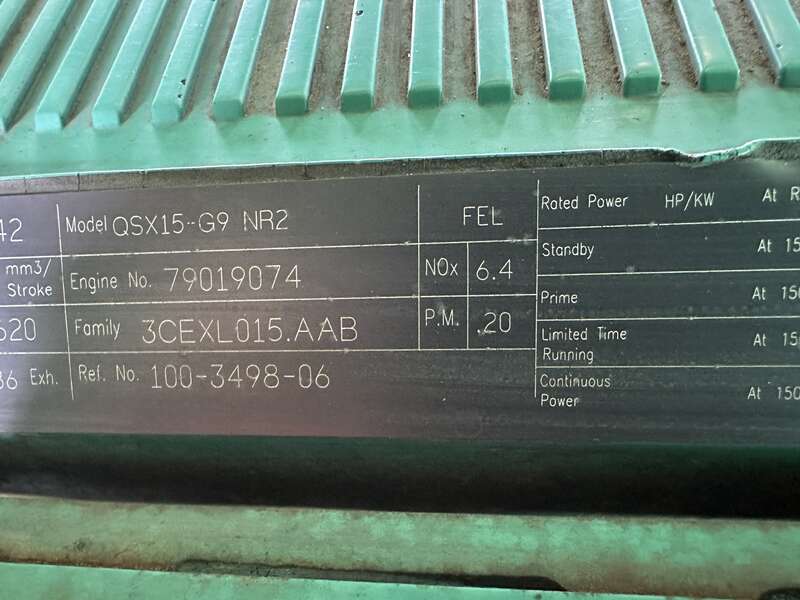 42 Model QSX15-G9 NR2 FEL Rated Power HP/KW At
mm3/ Stroke Engine No. 79019074 NOx 6.4 Standby At 15
620 Family 3CEXL015.AAB P.M. .20 Prime At 150
Limited Time Running At 15
36 Exh. Ref. No. 100-3498-06 Continuous Power At 150